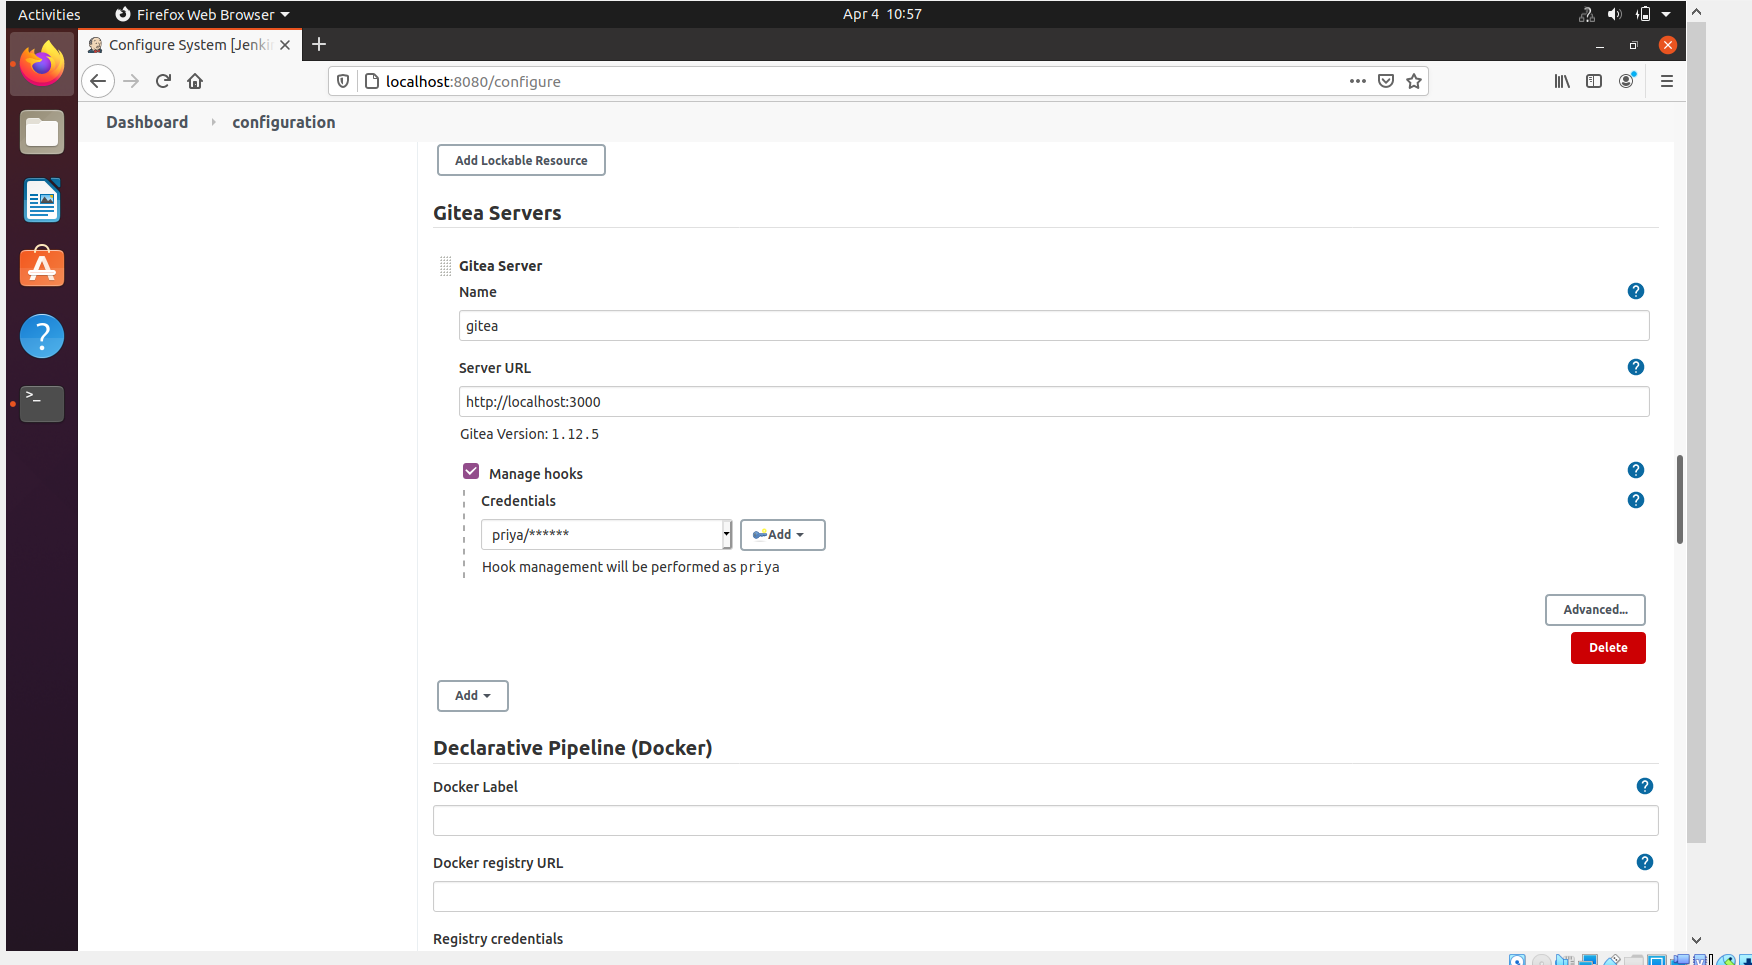 Activities Firefox Web Browser Apr 4 10:57
Configure System [Jenki
localhost:8080/configure
Dashboard configuration
Add Lockable Resource
Gitea Servers
Gitea Server
Name
gitea
Server URL
http://localhost:3000
Gitea Version: 1.12.5
Manage hooks
Credentials
priya/****** Add
Hook management will be performed as priya
Advanced...
Delete
Add
Declarative Pipeline (Docker)
Docker Label
Docker registry URL
Registry credentials